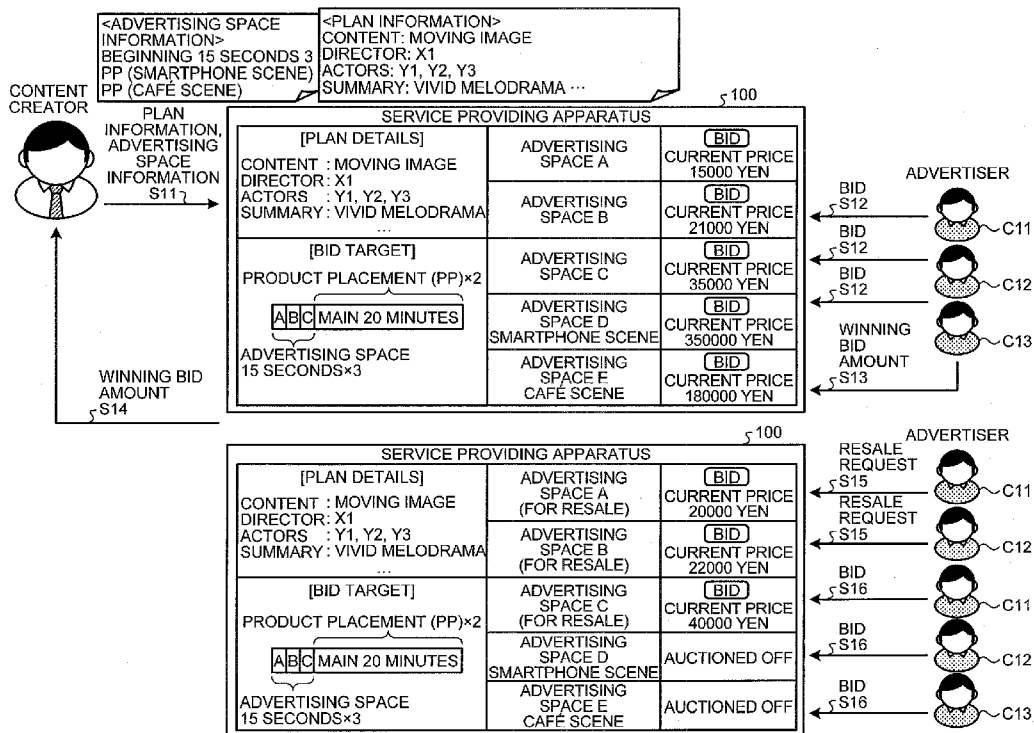 <ADVERTISING SPACE
INFORMATION>
BEGINNING 15 SECONDS 3
PP (SMARTPHONE SCENE)
PP (CAFÉ SCENE)
<PLAN INFORMATION>
CONTENT: MOVING IMAGE
DIRECTOR: X1
ACTORS: Y1, Y2, Y3
SUMMARY: VIVID MELODRAMA ...
CONTENT
CREATOR
PLAN
INFORMATION,
ADVERTISING
SPACE
INFORMATION
S11
WINNING BID
AMOUNT
S14
100
SERVICE PROVIDING APPARATUS
[PLAN DETAILS]
CONTENT : MOVING IMAGE
DIRECTOR: X1
ACTORS : Y1, Y2, Y3
SUMMARY : VIVID MELODRAMA
...
[BID TARGET]
PRODUCT PLACEMENT (PP)×2
A B C MAIN 20 MINUTES
ADVERTISING SPACE
15 SECONDS×3
ADVERTISING
SPACE A
BID
CURRENT PRICE
15000 YEN
ADVERTISING
SPACE B
BID
CURRENT PRICE
21000 YEN
ADVERTISING
SPACE C
BID
CURRENT PRICE
35000 YEN
ADVERTISING
SPACE D
SMARTPHONE SCENE
BID
CURRENT PRICE
350000 YEN
ADVERTISING
SPACE E
CAFÉ SCENE
BID
CURRENT PRICE
180000 YEN
ADVERTISER
BID
S12
C11
BID
S12
C12
BID
S12
C13
WINNING
BID
AMOUNT
S13
100
SERVICE PROVIDING APPARATUS
[PLAN DETAILS]
CONTENT : MOVING IMAGE
DIRECTOR: X1
ACTORS : Y1, Y2, Y3
SUMMARY : VIVID MELODRAMA
...
[BID TARGET]
PRODUCT PLACEMENT (PP)×2
A B C MAIN 20 MINUTES
ADVERTISING SPACE
15 SECONDS×3
ADVERTISING
SPACE A
(FOR RESALE)
BID
CURRENT PRICE
20000 YEN
ADVERTISING
SPACE B
(FOR RESALE)
BID
CURRENT PRICE
22000 YEN
ADVERTISING
SPACE C
(FOR RESALE)
BID
CURRENT PRICE
40000 YEN
ADVERTISING
SPACE D
SMARTPHONE SCENE
AUCTIONED OFF
ADVERTISING
SPACE E
CAFÉ SCENE
AUCTIONED OFF
ADVERTISER
RESALE
REQUEST
S15
C11
RESALE
REQUEST
S15
C12
BID
S16
C11
BID
S16
C12
BID
S16
C13